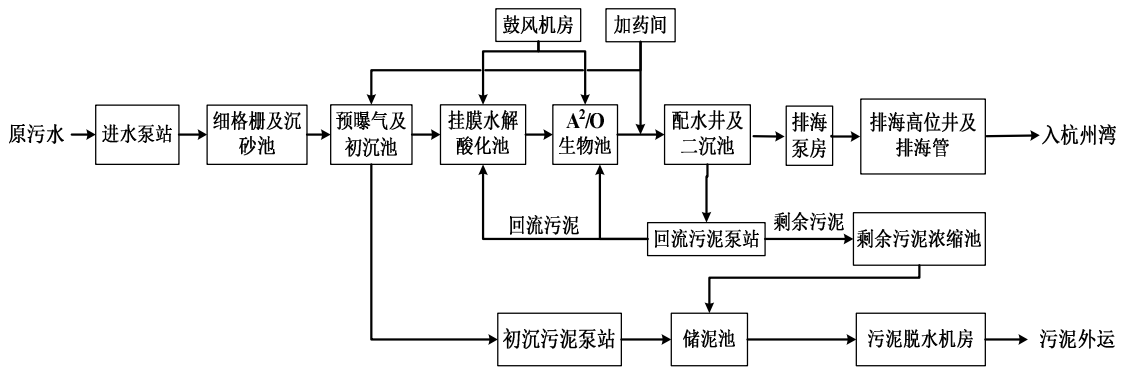 鼓风机房
加药间
原污水
进水泵站
细格栅及沉
砂池
预曝气及
初沉池
挂膜水解
酸化池
A²/O
生物池
配水井及
二沉池
排海
泵房
排海高位井及
排海管
入杭州湾
回流污泥
回流污泥泵站
剩余污泥
剩余污泥浓缩池
初沉污泥泵站
储泥池
污泥脱水机房
污泥外运